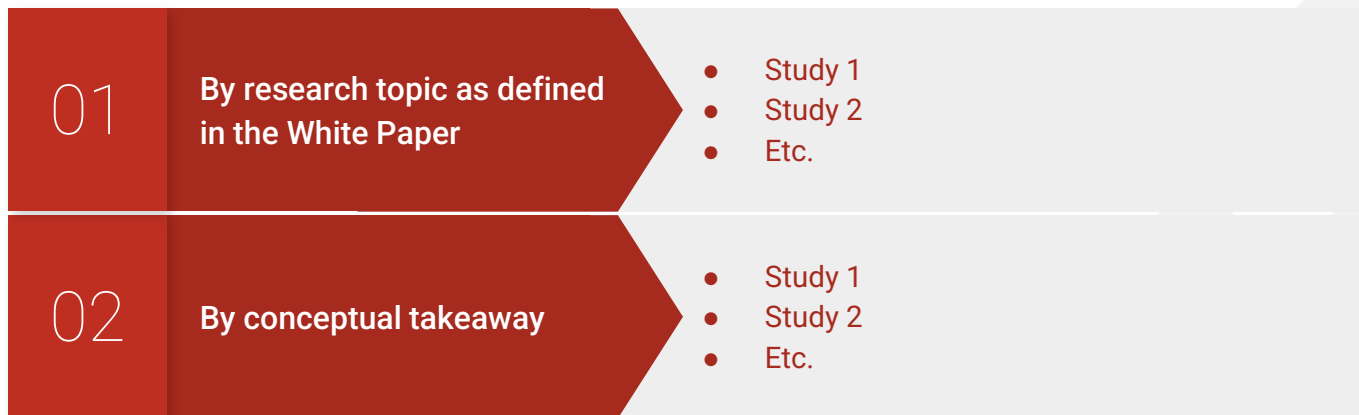 01
By research topic as defined
in the White Paper
● Study 1
● Study 2
● Etc.
02
By conceptual takeaway
● Study 1
● Study 2
● Etc.